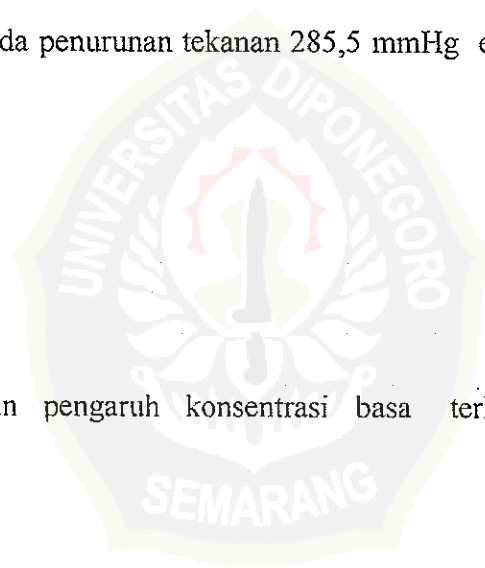 da penurunan tekanan 285,5 mmHg
UNIVERSITAS DIPONEGORO
pengaruh konsentrasi basa
SEMARANG